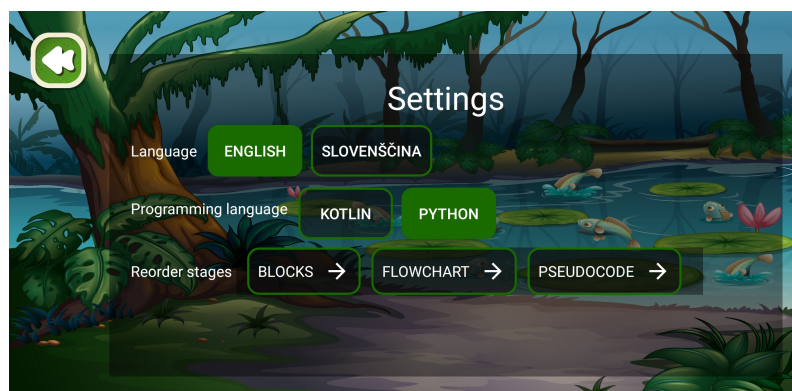 Settings
Language ENGLISH SLOVENŠČINA
Programming language KOTLIN PYTHON
Reorder stages BLOCKS → FLOWCHART → PSEUDOCODE →